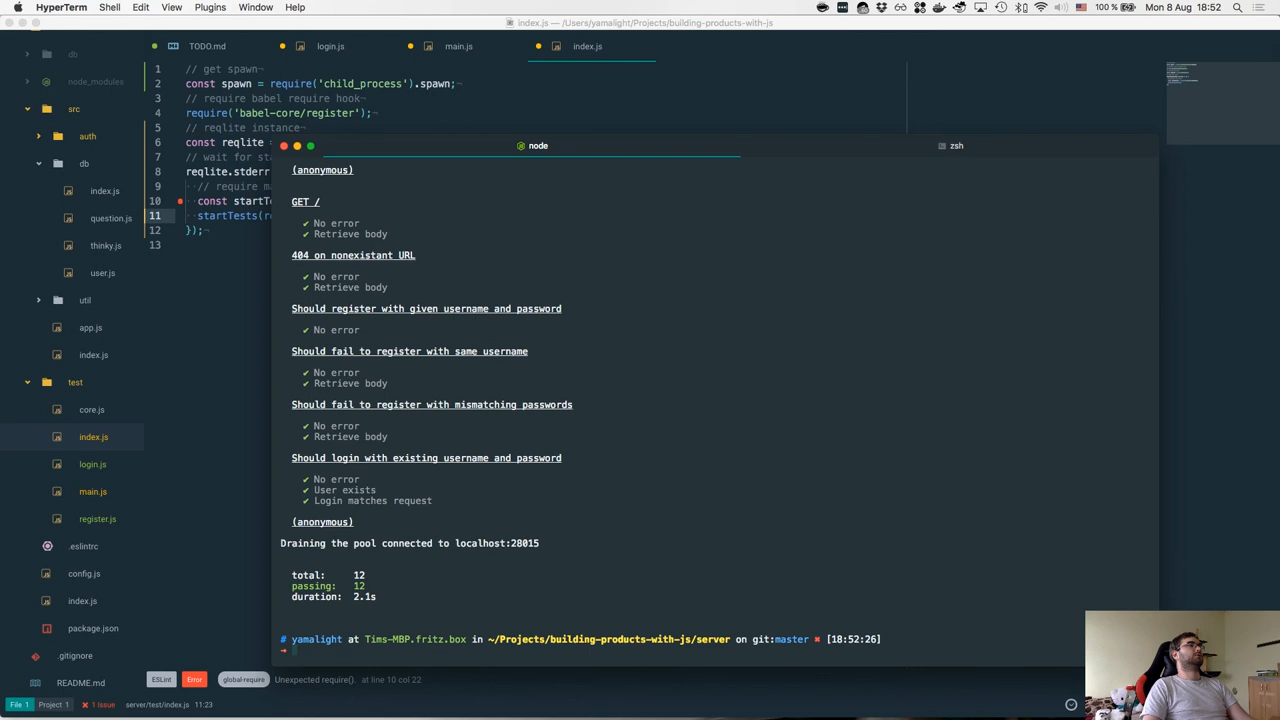 HyperTerm Shell Edit View Plugins Window Help
100 % Mon 8 Aug 18:52
index.js — /Users/yamalight/Projects/building-products-with-js
TODO.md
login.js
main.js
index.js
db
node_modules
src
auth
db
index.js
question.js
thinky.js
user.js
util
app.js
index.js
test
core.js
index.js
login.js
main.js
register.js
.eslintrc
config.js
index.js
package.json
.gitignore
README.md
1 // get spawn¬
2 const spawn = require('child_process').spawn;¬
3 // require babel require hook¬
4 require('babel-core/register');¬
5 // reqlite instance¬
6 const reqlite =
7 // wait for sta
8 reqlite.stderr
9 ··// require ma
10 ··const startTe
11 ··startTests(re
12 });¬
13
node
zsh
(anonymous)
GET /
✔ No error
✔ Retrieve body
404 on nonexistant URL
✔ No error
✔ Retrieve body
Should register with given username and password
✔ No error
Should fail to register with same username
✔ No error
✔ Retrieve body
Should fail to register with mismatching passwords
✔ No error
✔ Retrieve body
Should login with existing username and password
✔ No error
✔ User exists
✔ Login matches request
(anonymous)
Draining the pool connected to localhost:28015
total: 12
passing: 12
duration: 2.1s
# yamalight at Tims-MBP.fritz.box in ~/Projects/building-products-with-js/server on git:master ✖ [18:52:26]
→
ESLint Error global-require Unexpected require(). at line 10 col 22
File 1 Project 1 ✖ 1 Issue server/test/index.js 11:23